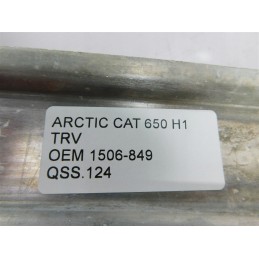 ARCTIC CAT 650 H1
TRV
OEM 1506-849
QSS.124